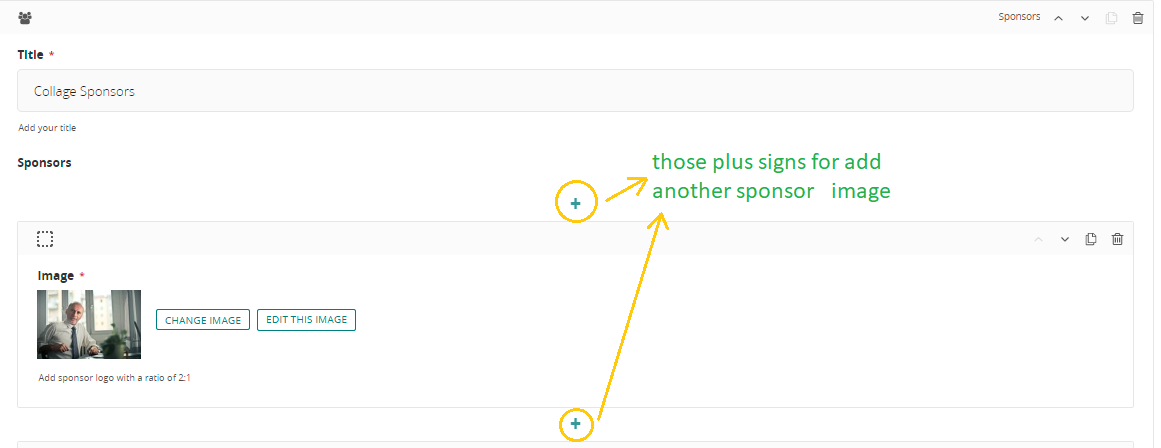 Sponsors
Title *
Collage Sponsors
Add your title
Sponsors
those plus signs for add
another sponsor image
+
Image *
CHANGE IMAGE EDIT THIS IMAGE
Add sponsor logo with a ratio of 2:1
+